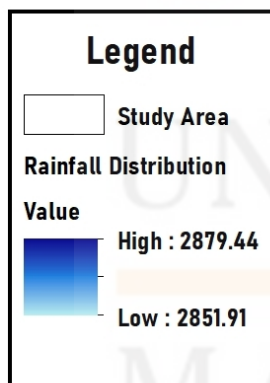 Legend
Study Area
Rainfall Distribution
Value
High : 2879.44
Low : 2851.91